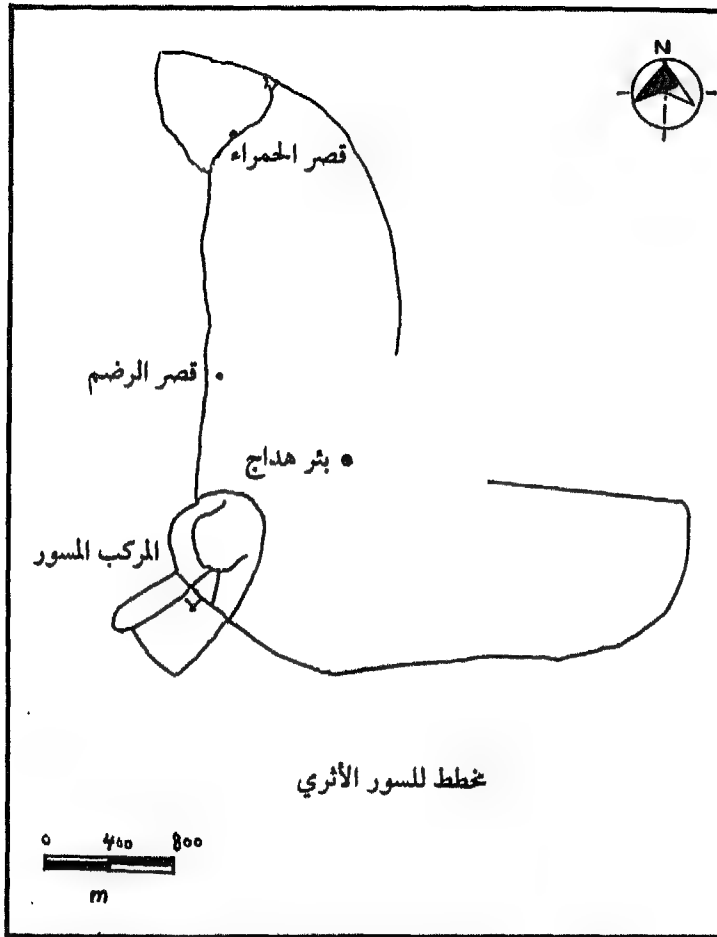 N
قصر الحمراء
قصر الرضم
بئر هداج
المركب المسور
مخطط للسور الأثري
0 400 800
m